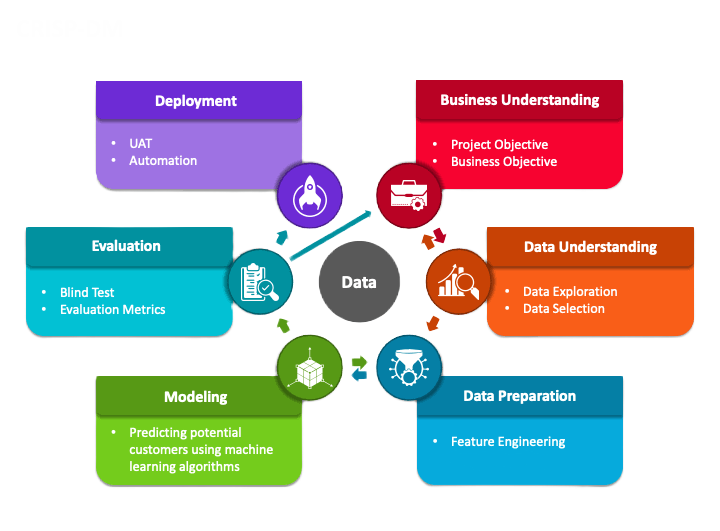 Deployment
• UAT
• Automation
Business Understanding
• Project Objective
• Business Objective
Evaluation
• Blind Test
• Evaluation Metrics
Data
Data Understanding
• Data Exploration
• Data Selection
Modeling
• Predicting potential
customers using machine
learning algorithms
Data Preparation
• Feature Engineering